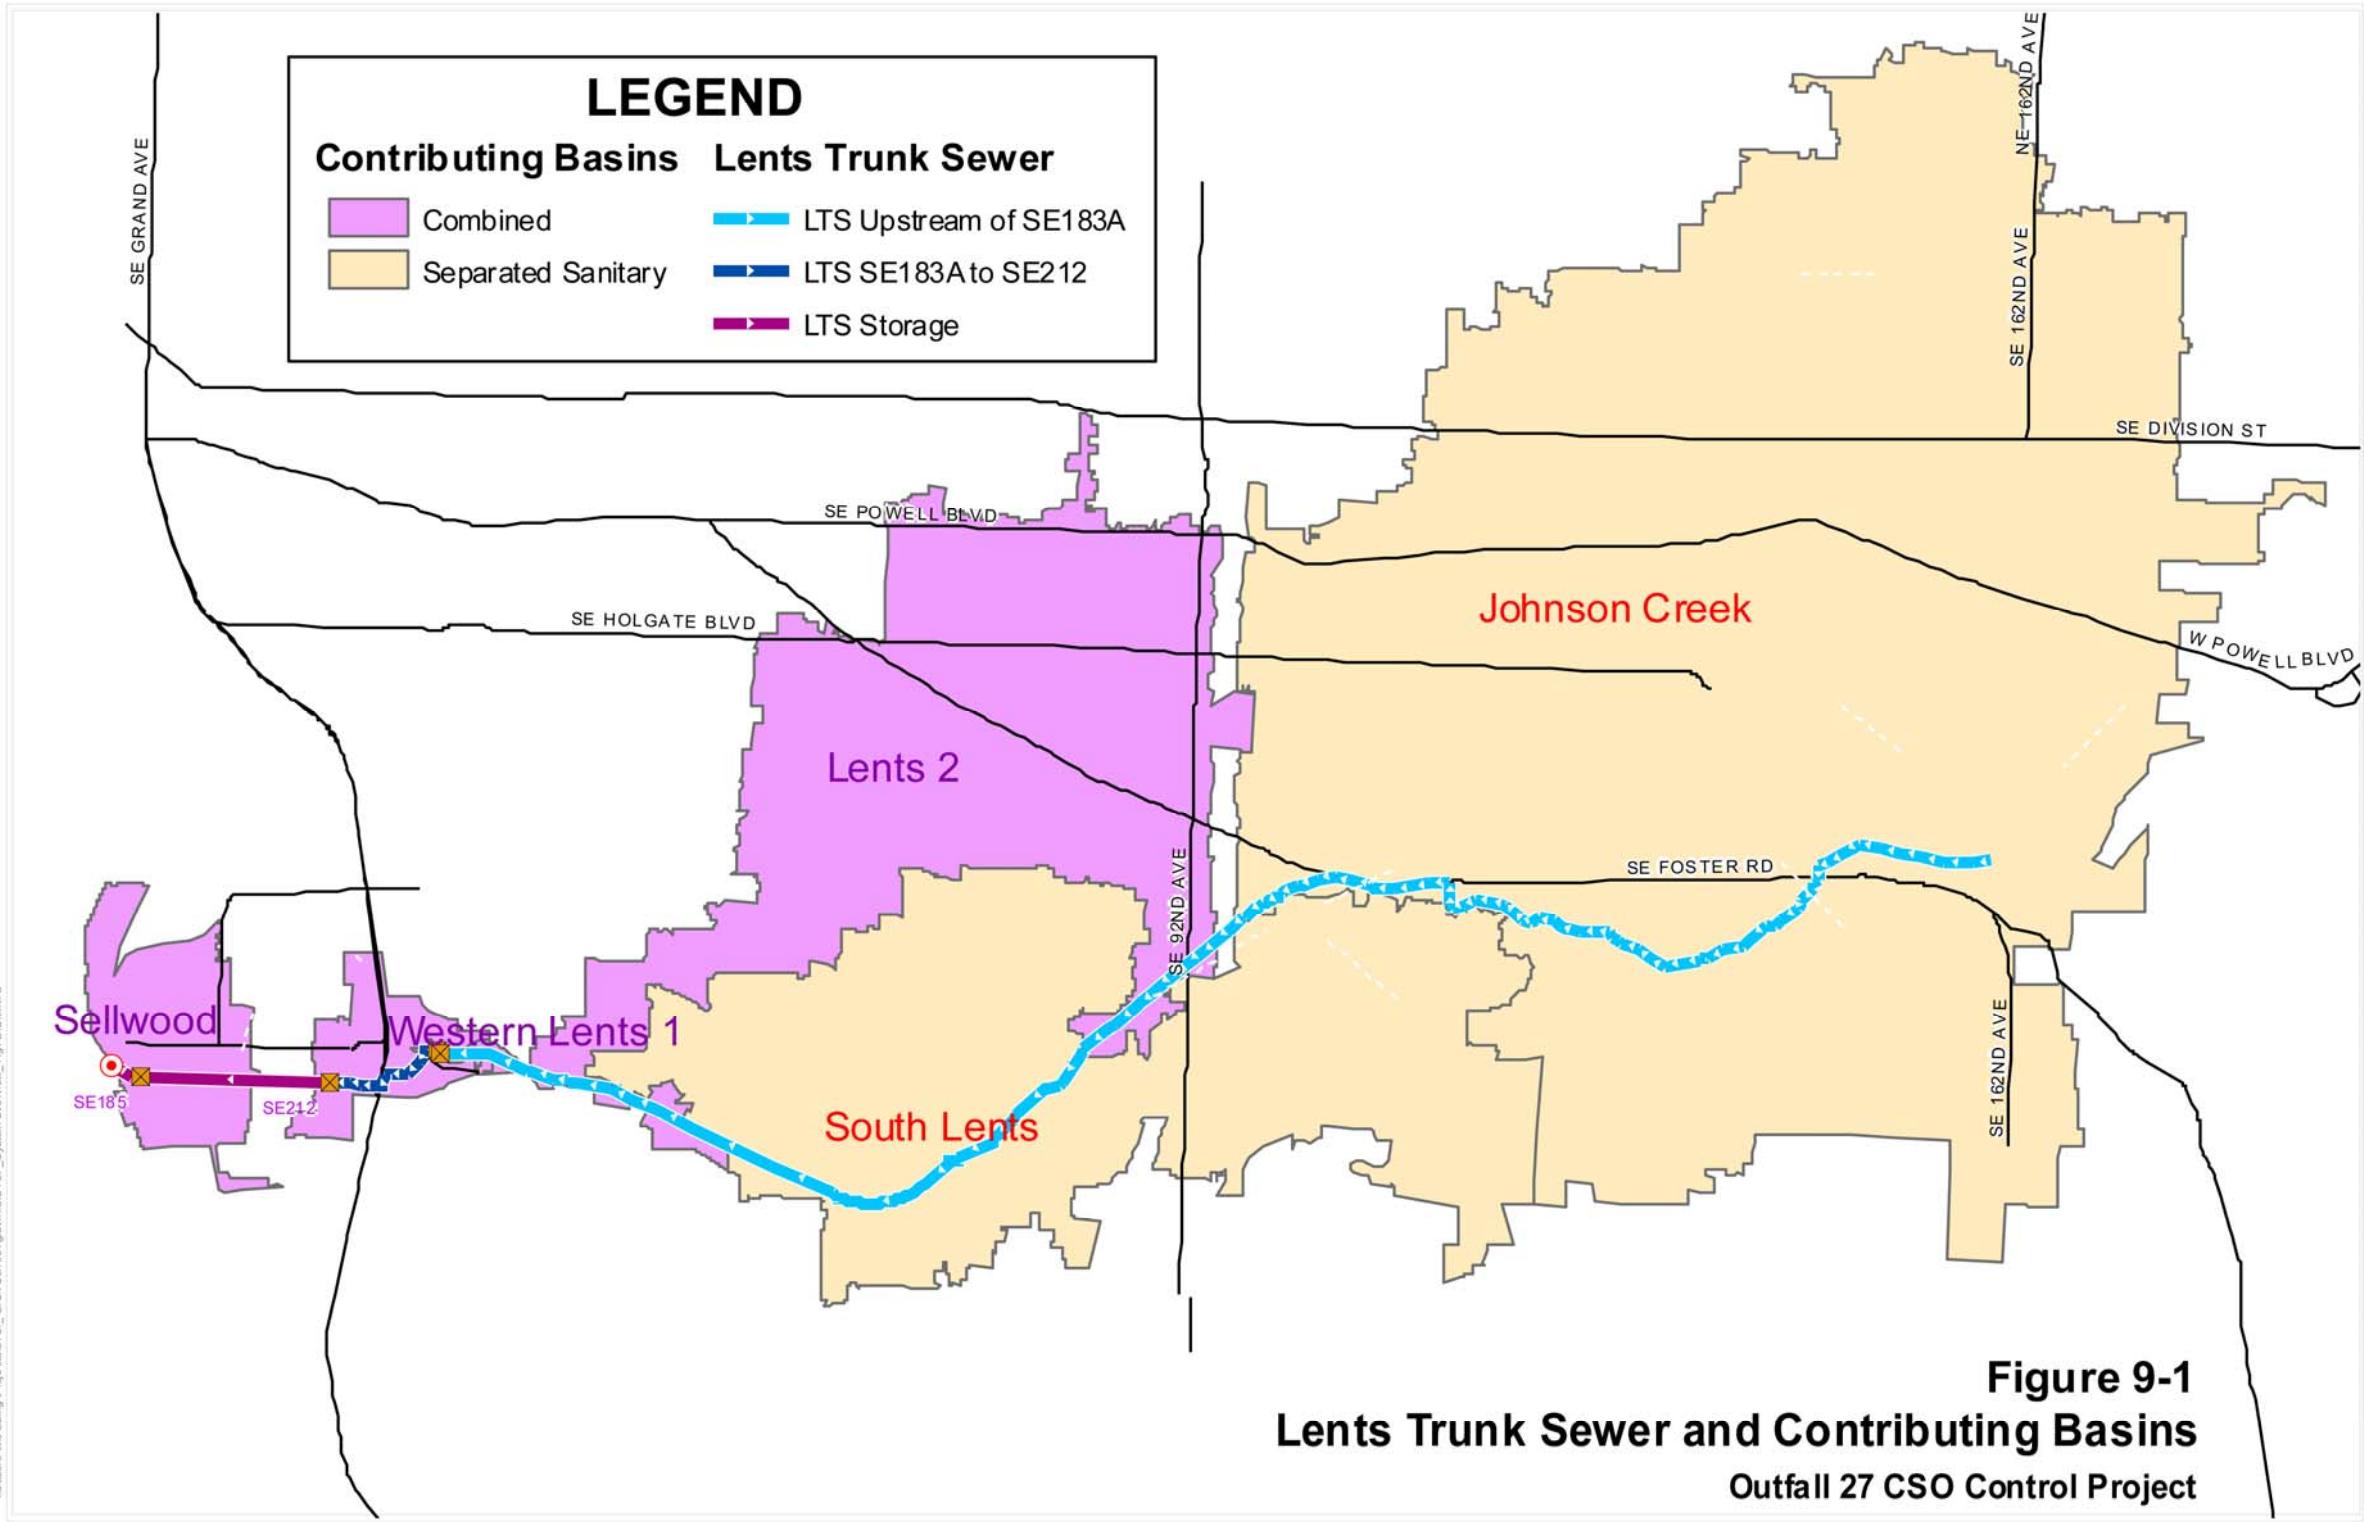 LEGEND
Contributing Basins
Combined
Separated Sanitary
Lents Trunk Sewer
LTS Upstream of SE183A
LTS SE183A to SE212
LTS Storage
SE GRAND AVE
NE 162ND AVE
SE 162ND AVE
SE DIVISION ST
SE POWELL BLVD
SE HOLGATE BLVD
Johnson Creek
W POWELL BLVD
Lents 2
SE FOSTER RD
SE 92ND AVE
Sellwood
Western Lents 1
SE185
SE212
South Lents
SE 162ND AVE
Figure 9-1
Lents Trunk Sewer and Contributing Basins
Outfall 27 CSO Control Project